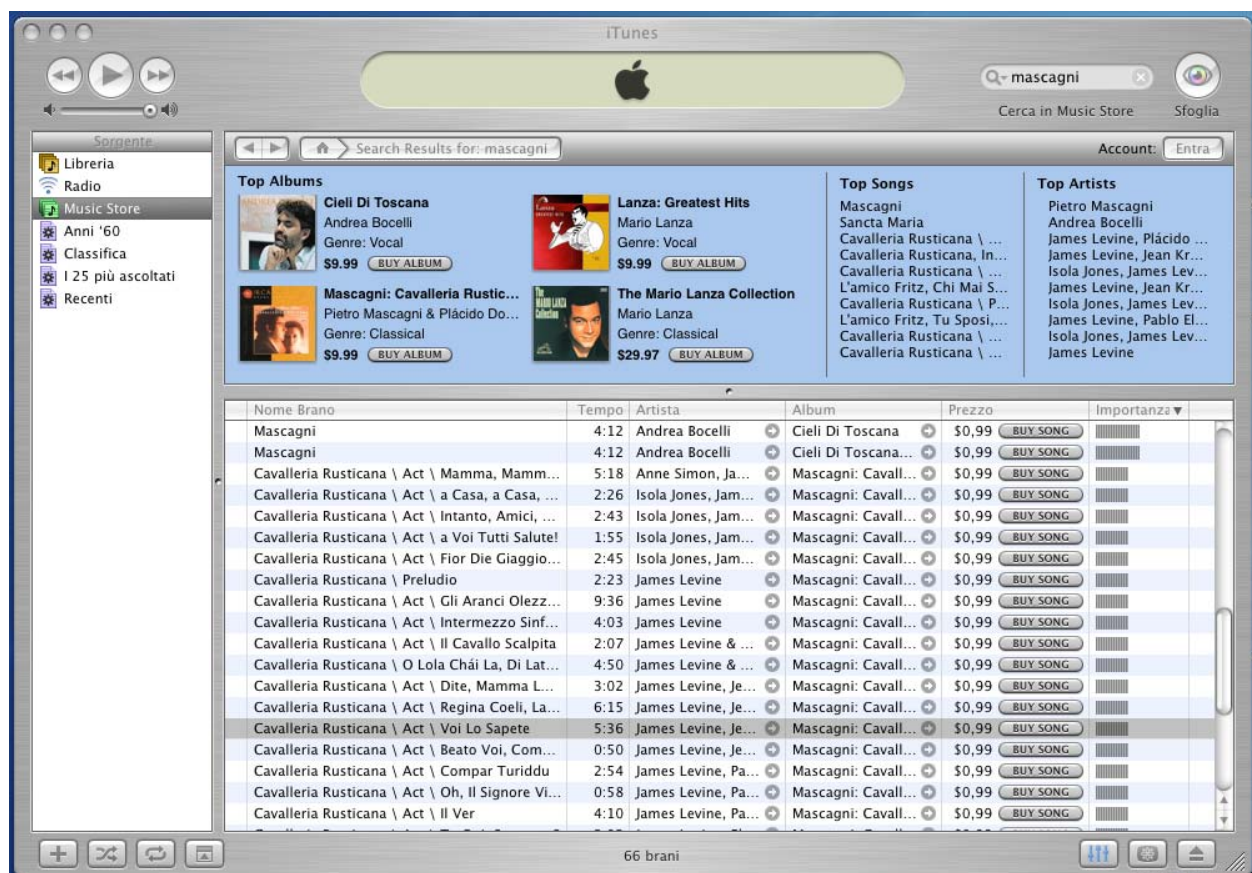 iTunes
mascagni
Cerca in Music Store
Sfoglia
Sorgente
Libreria
Radio
Music Store
Anni '60
Classifica
I 25 più ascoltati
Recenti
Search Results for: mascagni
Account: Entra
Top Albums
Cieli Di Toscana
Andrea Bocelli
Genre: Vocal
$9.99 BUY ALBUM
Mascagni: Cavalleria Rustic...
Pietro Mascagni & Plácido Do...
Genre: Classical
$9.99 BUY ALBUM
Lanza: Greatest Hits
Mario Lanza
Genre: Vocal
$9.99 BUY ALBUM
The Mario Lanza Collection
Mario Lanza
Genre: Classical
$29.97 BUY ALBUM
Top Songs
Mascagni
Sancta Maria
Cavalleria Rusticana \ ...
Cavalleria Rusticana, In...
Cavalleria Rusticana \ ...
L'amico Fritz, Chi Mai S...
Cavalleria Rusticana \ P...
L'amico Fritz, Tu Sposi,...
Cavalleria Rusticana \ ...
Cavalleria Rusticana \ ...
Top Artists
Pietro Mascagni
Andrea Bocelli
James Levine, Plácido ...
James Levine, Jean Kr...
Isola Jones, James Lev...
James Levine, Jean Kr...
Isola Jones, James Lev...
James Levine, Pablo El...
Isola Jones, James Lev...
James Levine
Nome Brano Tempo Artista Album Prezzo Importanza
Mascagni 4:12 Andrea Bocelli Cieli Di Toscana $0,99 BUY SONG
Mascagni 4:12 Andrea Bocelli Cieli Di Toscana... $0,99 BUY SONG
Cavalleria Rusticana \ Act \ Mamma, Mamm... 5:18 Anne Simon, Ja... Mascagni: Cavall... $0,99 BUY SONG
Cavalleria Rusticana \ Act \ a Casa, a Casa, ... 2:26 Isola Jones, Jam... Mascagni: Cavall... $0,99 BUY SONG
Cavalleria Rusticana \ Act \ Intanto, Amici, ... 2:43 Isola Jones, Jam... Mascagni: Cavall... $0,99 BUY SONG
Cavalleria Rusticana \ Act \ a Voi Tutti Salute! 1:55 Isola Jones, Jam... Mascagni: Cavall... $0,99 BUY SONG
Cavalleria Rusticana \ Act \ Fior Die Giaggio... 2:45 Isola Jones, Jam... Mascagni: Cavall... $0,99 BUY SONG
Cavalleria Rusticana \ Preludio 2:23 James Levine Mascagni: Cavall... $0,99 BUY SONG
Cavalleria Rusticana \ Act \ Gli Aranci Olezz... 9:36 James Levine Mascagni: Cavall... $0,99 BUY SONG
Cavalleria Rusticana \ Act \ Intermezzo Sinf... 4:03 James Levine Mascagni: Cavall... $0,99 BUY SONG
Cavalleria Rusticana \ Act \ Il Cavallo Scalpita 2:07 James Levine & ... Mascagni: Cavall... $0,99 BUY SONG
Cavalleria Rusticana \ O Lola Chái La, Di Lat... 4:50 James Levine & ... Mascagni: Cavall... $0,99 BUY SONG
Cavalleria Rusticana \ Act \ Dite, Mamma L... 3:02 James Levine, Je... Mascagni: Cavall... $0,99 BUY SONG
Cavalleria Rusticana \ Act \ Regina Coeli, La... 6:15 James Levine, Je... Mascagni: Cavall... $0,99 BUY SONG
Cavalleria Rusticana \ Act \ Voi Lo Sapete 5:36 James Levine, Je... Mascagni: Cavall... $0,99 BUY SONG
Cavalleria Rusticana \ Act \ Beato Voi, Com... 0:50 James Levine, Je... Mascagni: Cavall... $0,99 BUY SONG
Cavalleria Rusticana \ Act \ Compar Turiddu 2:54 James Levine, Pa... Mascagni: Cavall... $0,99 BUY SONG
Cavalleria Rusticana \ Act \ Oh, Il Signore Vi... 0:58 James Levine, Pa... Mascagni: Cavall... $0,99 BUY SONG
Cavalleria Rusticana \ Act \ Il Ver 4:10 James Levine, Pa... Mascagni: Cavall... $0,99 BUY SONG
66 brani